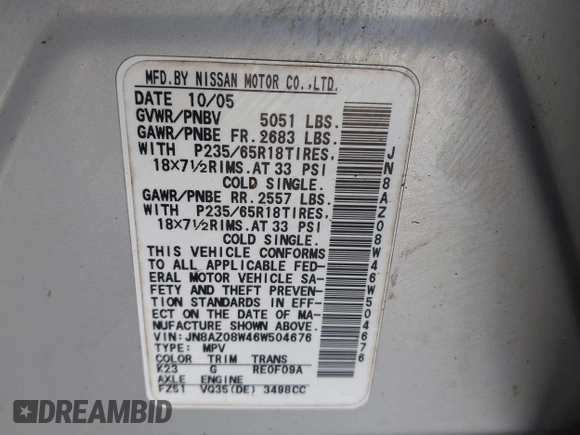 MFD.BY NISSAN MOTOR CO.,LTD.
DATE 10/05
GVWR/PNBV 5051 LBS.
GAWR/PNBE FR.2683 LBS.
WITH P235/65R18TIRES,
18×7½RIMS.AT 33 PSI
COLD SINGLE.
GAWR/PNBE RR.2557 LBS.
WITH P235/65R18TIRES,
18×7½RIMS.AT 33 PSI
COLD SINGLE.
THIS VEHICLE CONFORMS
TO ALL APPLICABLE FED-
ERAL MOTOR VEHICLE SA-
FETY AND THEFT PREVEN-
TION STANDARDS IN EFF-
ECT ON THE DATE OF MA-
NUFACTURE SHOWN ABOVE.
VIN:JN8AZ08W46W504676
TYPE: MPV
COLOR TRIM TRANS
K23 G RE0F09A
AXLE ENGINE
FZ51 VQ35(DE) 3498CC
JN8AZ08W46W504676
DREAMBID